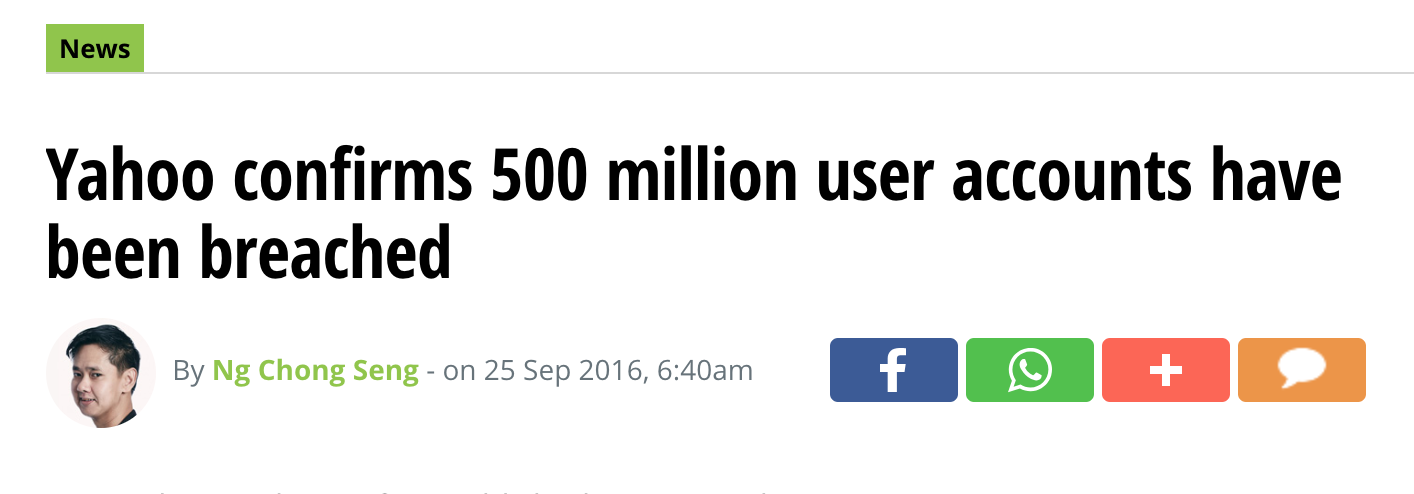 News
Yahoo confirms 500 million user accounts have
been breached
By Ng Chong Seng - on 25 Sep 2016, 6:40am